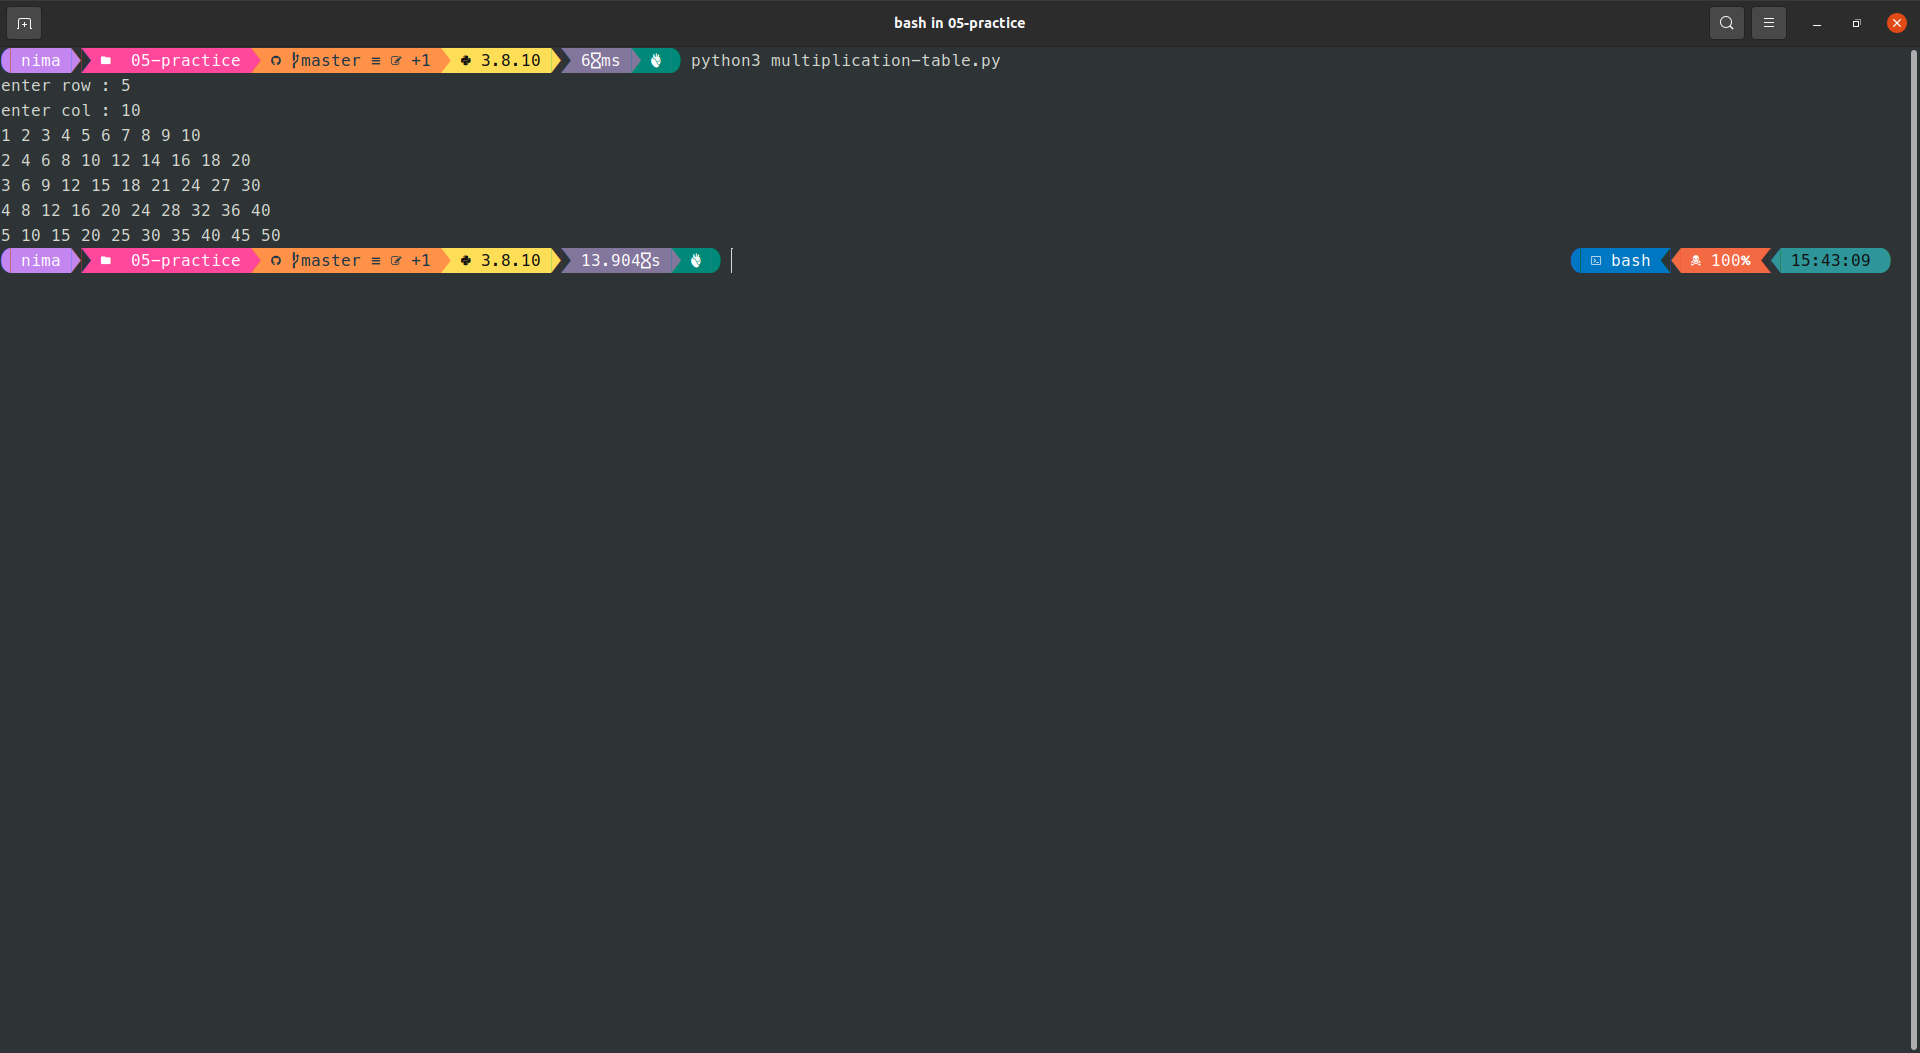 bash in 05-practice
nima 05-practice master ≡ +1 3.8.10 6ms python3 multiplication-table.py
enter row : 5
enter col : 10
1 2 3 4 5 6 7 8 9 10
2 4 6 8 10 12 14 16 18 20
3 6 9 12 15 18 21 24 27 30
4 8 12 16 20 24 28 32 36 40
5 10 15 20 25 30 35 40 45 50
nima 05-practice master ≡ +1 3.8.10 13.904s bash 100% 15:43:09